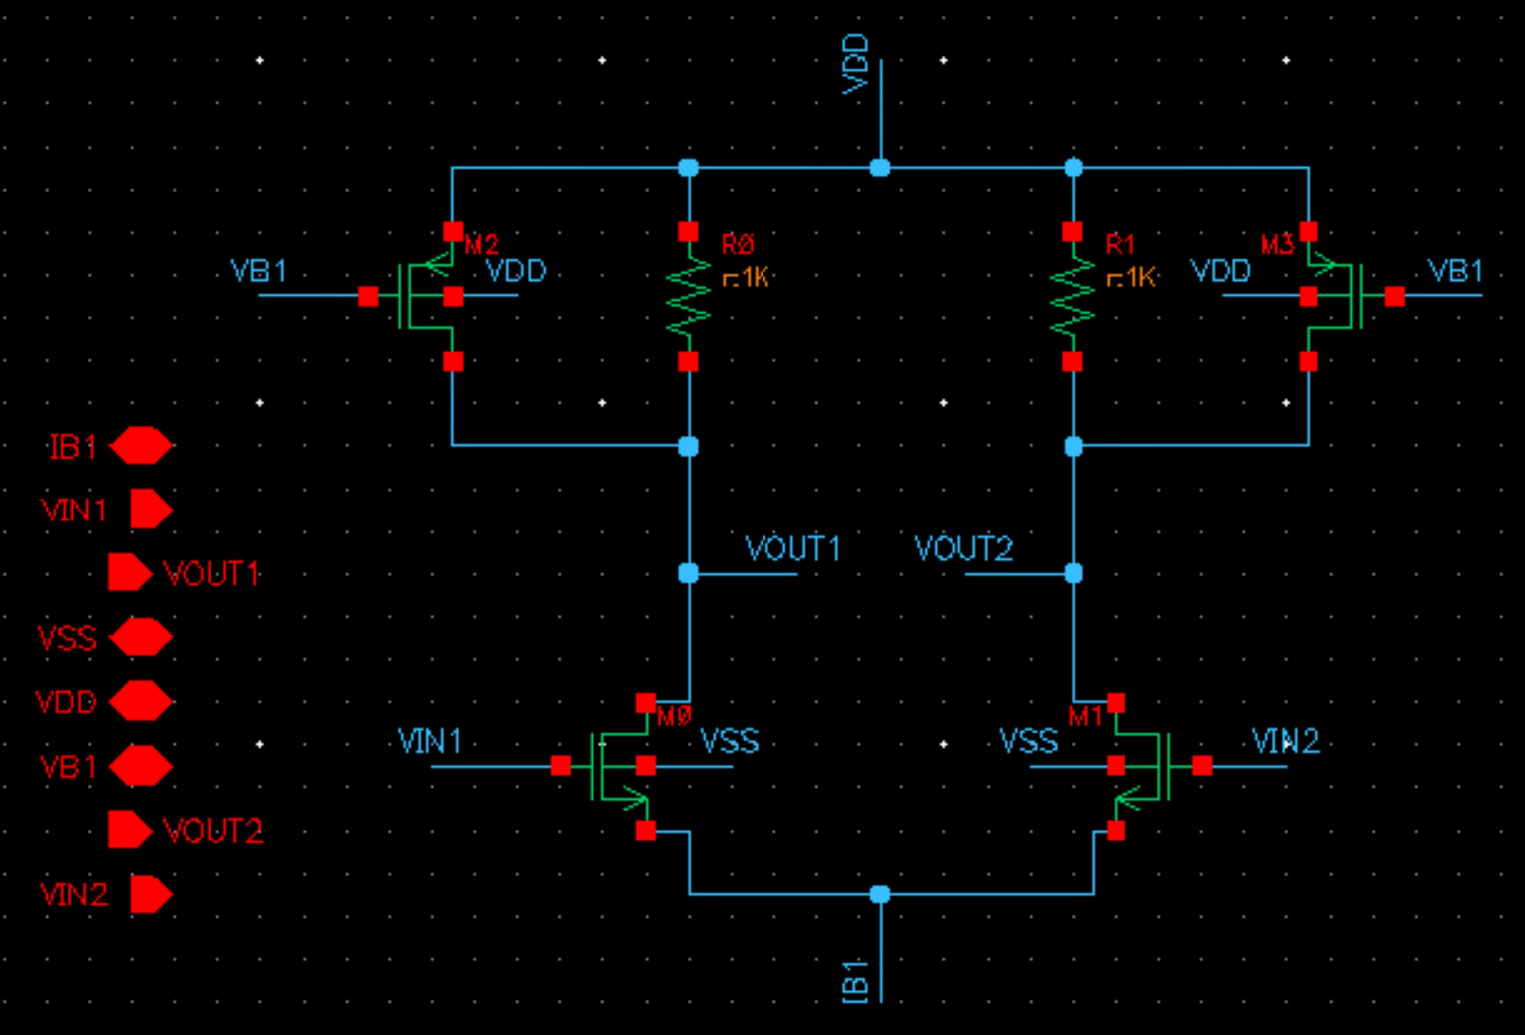 VDD
M2
R0
R1
M3
VB1
VDD
r:1K
r:1K
VDD
VB1
IB1
VIN1
VOUT1
VOUT2
VOUT1
VSS
VDD
M0
M1
VIN1
VSS
VSS
VIN2
VB1
VOUT2
VIN2
IB1